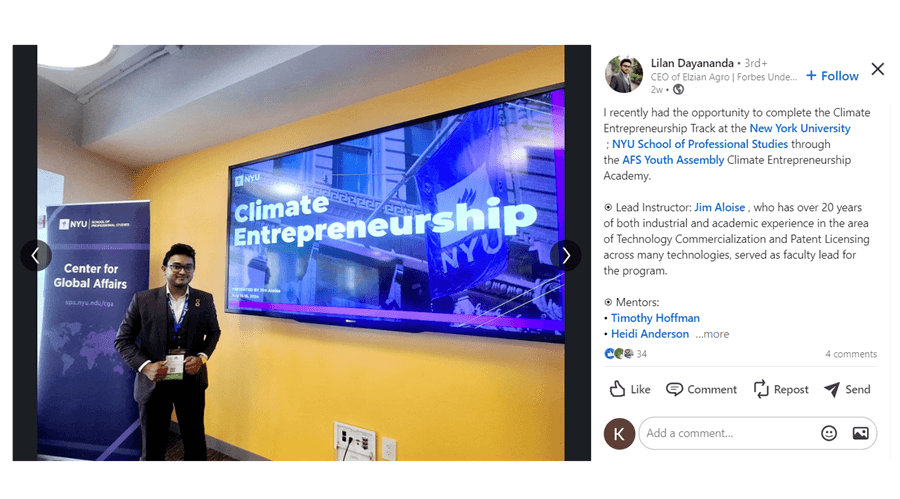 NYU
SCHOOL OF
PROFESSIONAL STUDIES
Center for
Global Affairs
sps.nyu.edu/cga
NYU
Climate
Entrepreneurship
NYU
PRESENTED BY Jim Aloise
Lilan Dayananda • 3rd+
CEO of Elzian Agro | Forbes Unde...
2w •
+ Follow
I recently had the opportunity to complete the Climate
Entrepreneurship Track at the New York University
; NYU School of Professional Studies through
the AFS Youth Assembly Climate Entrepreneurship
Academy.
⦿ Lead Instructor: Jim Aloise , who has over 20 years
of both industrial and academic experience in the area
of Technology Commercialization and Patent Licensing
across many technologies, served as faculty lead for
the program.
⦿ Mentors:
• Timothy Hoffman
• Heidi Anderson ...more
34
4 comments
Like
Comment
Repost
Send
K
Add a comment...